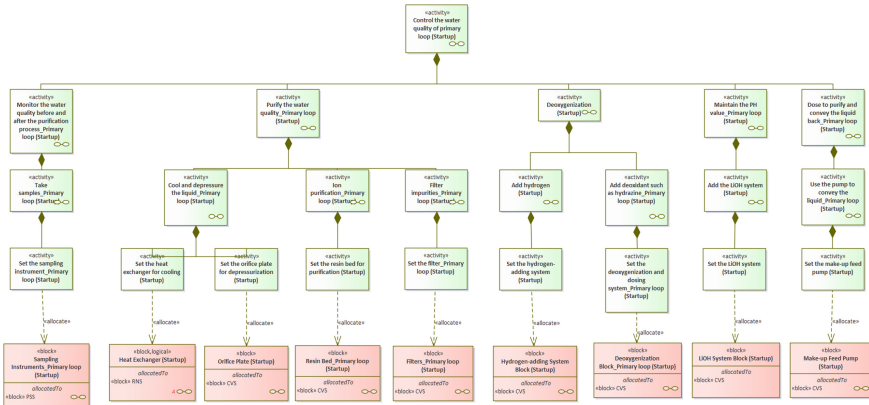 «activity»
Control the water
quality of primary
loop (Startup)
«activity»
Monitor the water
quality before and
after the purification
process_Primary
loop (Startup)
«activity»
Purify the water
quality_Primary loop
(Startup)
«activity»
Deoxygenization
(Startup)
«activity»
Maintain the PH
value_Primary loop
(Startup)
«activity»
Dose to purify and
convey the liquid
back_Primary loop
(Startup)
«activity»
Take
samples_Primary
loop (Startup)
«activity»
Cool and depressure
the liquid_Primary
loop (Startup)
«activity»
Ion
purification_Primary
loop (Startup)
«activity»
Filter
impurities_Primary
loop (Startup)
«activity»
Add hydrogen
(Startup)
«activity»
Add deoxidant such
as hydrazine_Primary
loop (Startup)
«activity»
Add the LiOH system
(Startup)
«activity»
Use the pump to
convey the
liquid_Primary loop
(Startup)
«activity»
Set the sampling
instrument_Primary
loop (Startup)
«activity»
Set the heat
exchanger for cooling
(Startup)
«activity»
Set the orifice plate
for depressurization
(Startup)
«activity»
Set the resin bed for
purification (Startup)
«activity»
Set the filter_Primary
loop (Startup)
«activity»
Set the hydrogen-
adding system
(Startup)
«activity»
Set the
deoxygenization and
dosing
system_Primary loop
(Startup)
«activity»
Set the LiOH system
(Startup)
«activity»
Set the make-up feed
pump (Startup)
«allocate»
«allocate»
«allocate»
«allocate»
«allocate»
«allocate»
«allocate»
«allocate»
«allocate»
«block»
Sampling
Instruments_Primary loop
(Startup)
allocatedTo
«block» PSS
«block,logical»
Heat Exchanger (Startup)
allocatedTo
«block» RNS
«block»
Orifice Plate (Startup)
allocatedTo
«block» CVS
«block»
Resin Bed_Primary loop
(Startup)
allocatedTo
«block» CVS
«block»
Filters_Primary loop
(Startup)
allocatedTo
«block» CVS
«block»
Hydrogen-adding System
Block (Startup)
allocatedTo
«block» CVS
«block»
Deoxygenization
Block_Primary loop (Startup)
allocatedTo
«block» CVS
«block»
LiOH System Block (Startup)
allocatedTo
«block» CVS
«block»
Make-up Feed Pump (Startup)
allocatedTo
«block» CVS